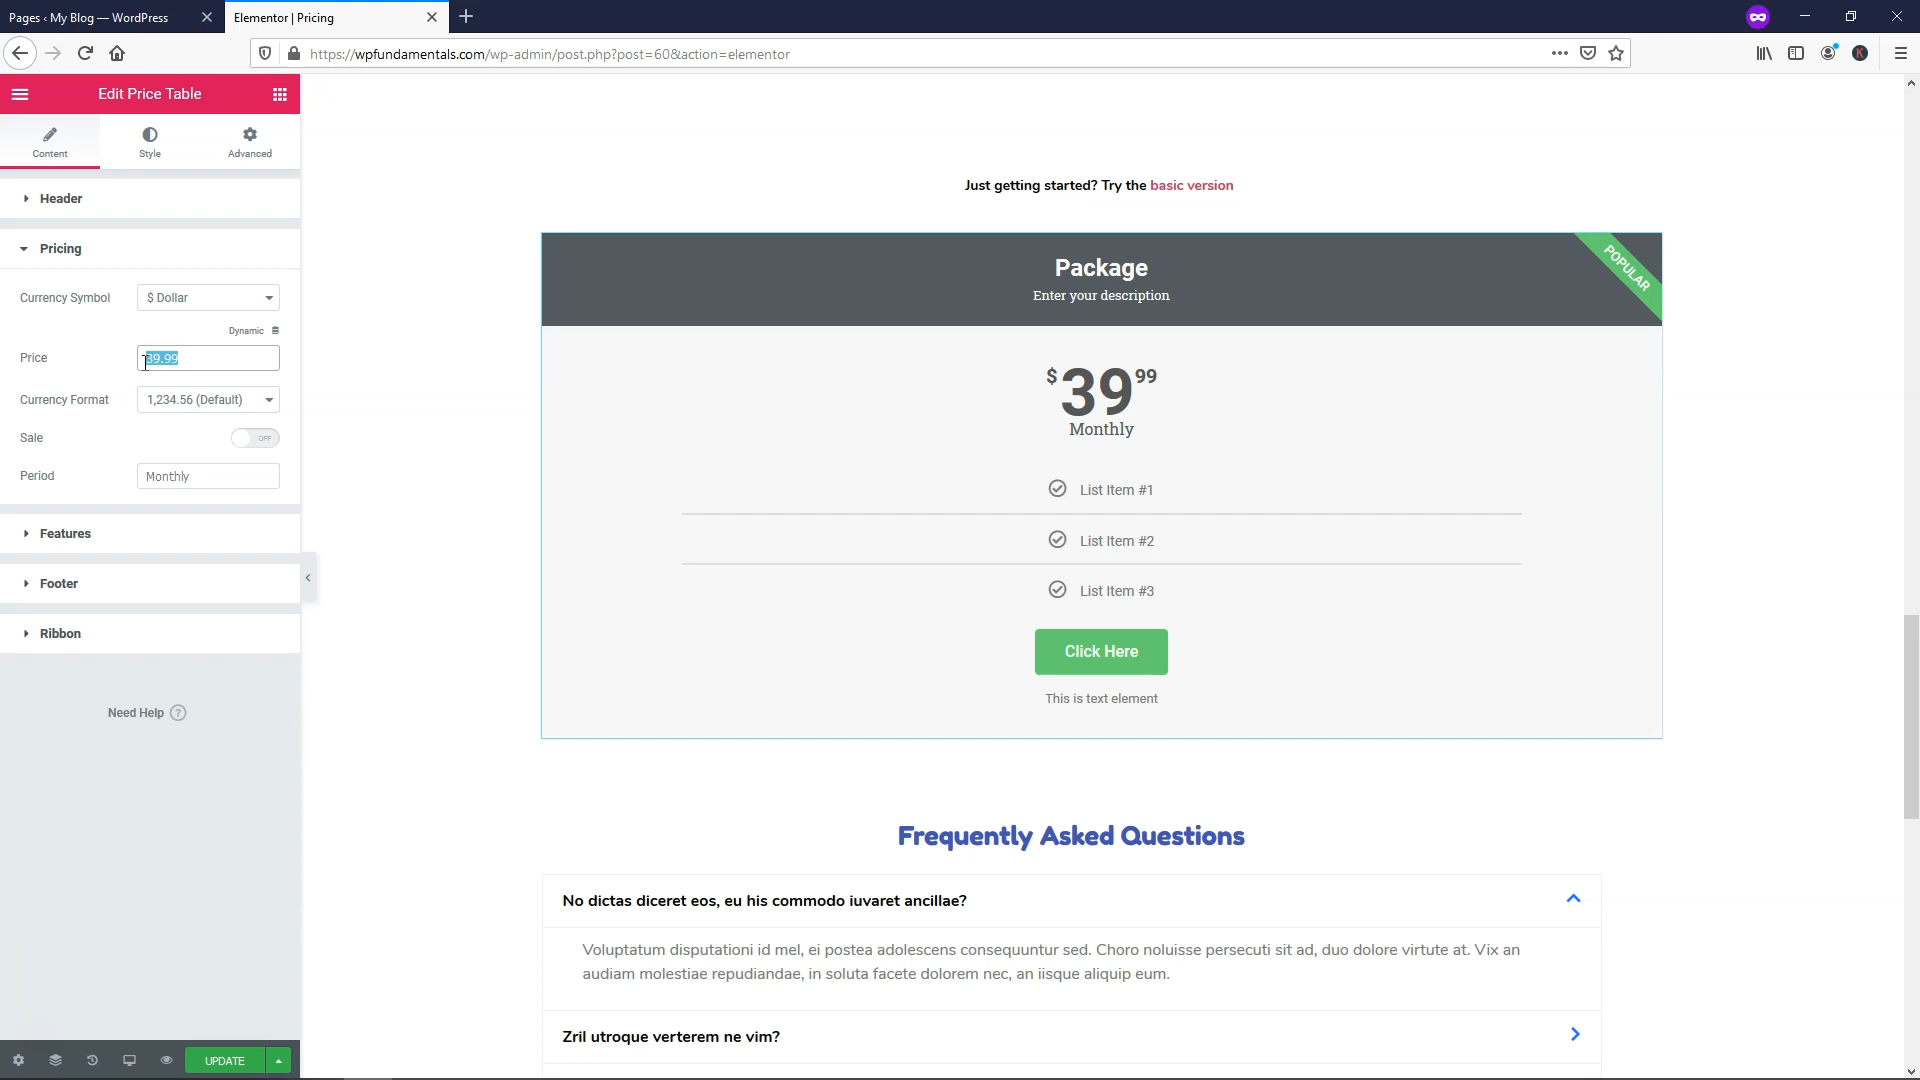 Pages ‹ My Blog — WordPress
Elementor | Pricing
https://wpfundamentals.com/wp-admin/post.php?post=60&action=elementor
K
Edit Price Table
Content
Style
Advanced
Header
Pricing
Currency Symbol
$ Dollar
Dynamic
Price
39.99
Currency Format
1,234.56 (Default)
Sale
OFF
Period
Monthly
Features
Footer
Ribbon
Need Help ?
UPDATE
Just getting started? Try the basic version
Package
Enter your description
POPULAR
$ 39 99
Monthly
List Item #1
List Item #2
List Item #3
Click Here
This is text element
Frequently Asked Questions
No dictas diceret eos, eu his commodo iuvaret ancillae?
Voluptatum disputationi id mel, ei postea adolescens consequuntur sed. Choro noluisse persecuti sit ad, duo dolore virtute at. Vix an
audiam molestiae repudiandae, in soluta facete dolorem nec, an iisque aliquip eum.
Zril utroque verterem ne vim?